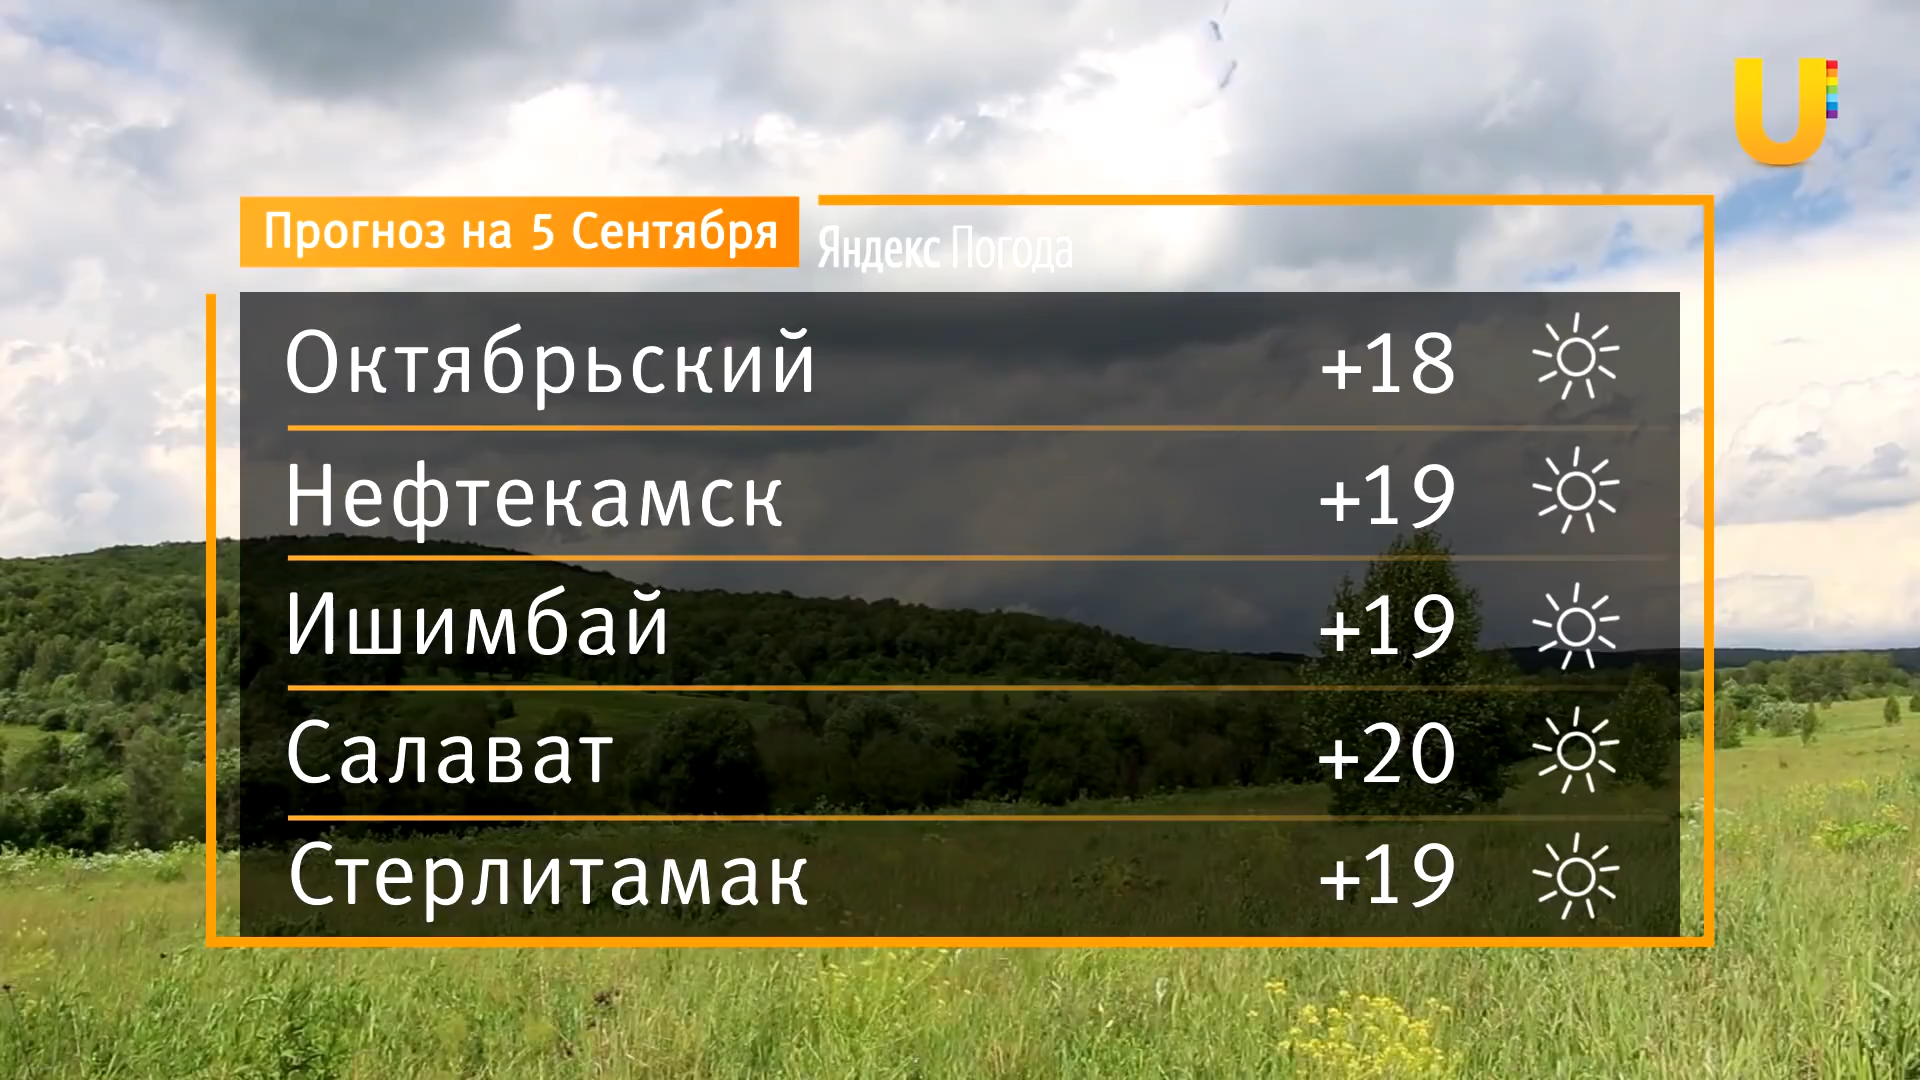 U
Прогноз на 5 Сентября
Яндекс Погода
Октябрьский +18
Нефтекамск +19
Ишимбай +19
Салават +20
Стерлитамак +19